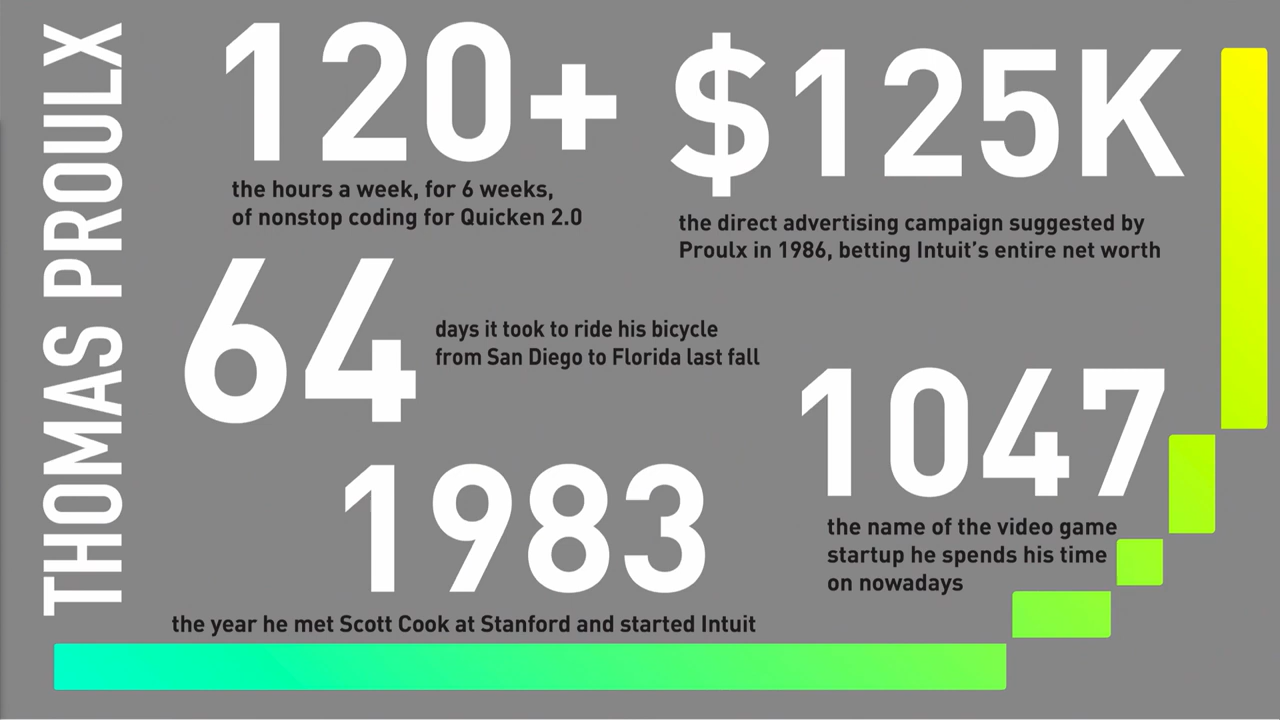 THOMAS PROULX
120+
the hours a week, for 6 weeks,
of nonstop coding for Quicken 2.0
$125K
the direct advertising campaign suggested by
Proulx in 1986, betting Intuit's entire net worth
64
days it took to ride his bicycle
from San Diego to Florida last fall
1047
the name of the video game
startup he spends his time
on nowadays
1983
the year he met Scott Cook at Stanford and started Intuit